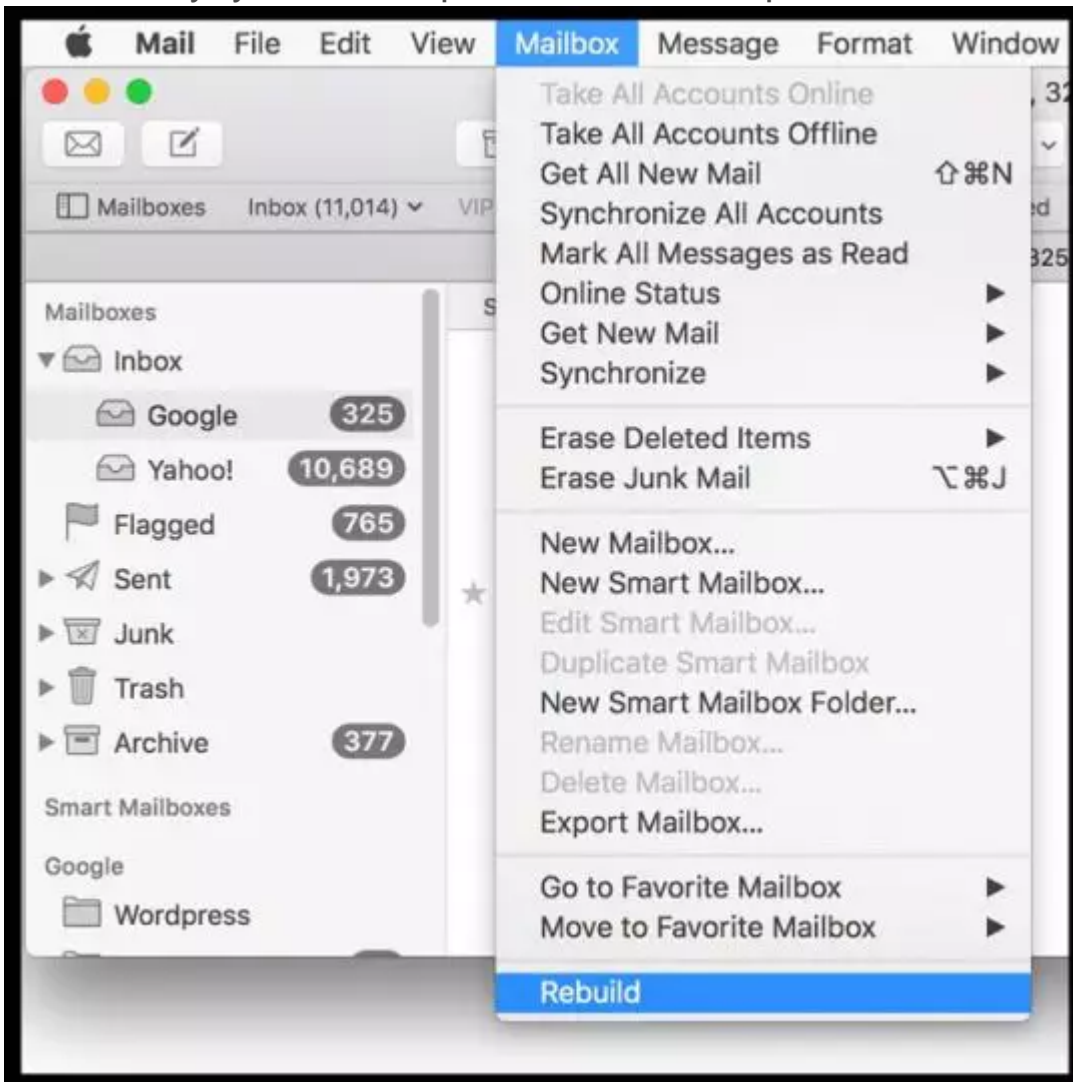 Mail File Edit View Mailbox Message Format Window
Take All Accounts Online
, 32
Take All Accounts Offline
Get All New Mail ⇧⌘N
Mailboxes Inbox (11,014) VIP
Synchronize All Accounts
Mark All Messages as Read
325
Online Status
Get New Mail
Synchronize
Erase Deleted Items
Erase Junk Mail ⌥⌘J
New Mailbox...
New Smart Mailbox...
Edit Smart Mailbox...
Duplicate Smart Mailbox
New Smart Mailbox Folder...
Rename Mailbox...
Delete Mailbox...
Export Mailbox...
Go to Favorite Mailbox
Move to Favorite Mailbox
Rebuild
Mailboxes
Inbox
Google 325
Yahoo! 10,689
Flagged 765
Sent 1,973
Junk
Trash
Archive 377
Smart Mailboxes
Google
Wordpress